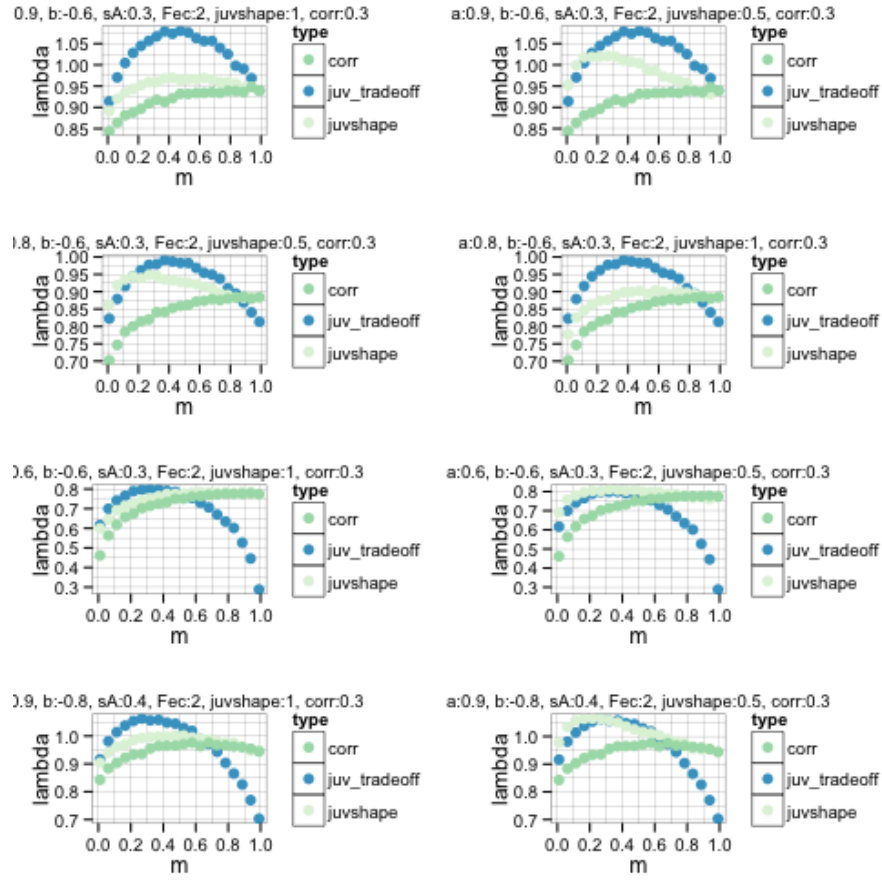 0.9, b:-0.6, sA:0.3, Fec:2, juvshape:1, corr:0.3
type
corr
juv_tradeoff
juvshape
lambda
1.05
1.00
0.95
0.90
0.85
0.0 0.2 0.4 0.6 0.8 1.0
m
a:0.9, b:-0.6, sA:0.3, Fec:2, juvshape:0.5, corr:0.3
type
corr
juv_tradeoff
juvshape
lambda
1.05
1.00
0.95
0.90
0.85
0.0 0.2 0.4 0.6 0.8 1.0
m
0.8, b:-0.6, sA:0.3, Fec:2, juvshape:0.5, corr:0.3
type
corr
juv_tradeoff
juvshape
lambda
1.00
0.95
0.90
0.85
0.80
0.75
0.70
0.0 0.2 0.4 0.6 0.8 1.0
m
a:0.8, b:-0.6, sA:0.3, Fec:2, juvshape:1, corr:0.3
type
corr
juv_tradeoff
juvshape
lambda
1.00
0.95
0.90
0.85
0.80
0.75
0.70
0.0 0.2 0.4 0.6 0.8 1.0
m
0.6, b:-0.6, sA:0.3, Fec:2, juvshape:1, corr:0.3
type
corr
juv_tradeoff
juvshape
lambda
0.8
0.7
0.6
0.5
0.4
0.3
0.0 0.2 0.4 0.6 0.8 1.0
m
a:0.6, b:-0.6, sA:0.3, Fec:2, juvshape:0.5, corr:0.3
type
corr
juv_tradeoff
juvshape
lambda
0.8
0.7
0.6
0.5
0.4
0.3
0.0 0.2 0.4 0.6 0.8 1.0
m
0.9, b:-0.8, sA:0.4, Fec:2, juvshape:1, corr:0.3
type
corr
juv_tradeoff
juvshape
lambda
1.0
0.9
0.8
0.7
0.0 0.2 0.4 0.6 0.8 1.0
m
a:0.9, b:-0.8, sA:0.4, Fec:2, juvshape:0.5, corr:0.3
type
corr
juv_tradeoff
juvshape
lambda
1.0
0.9
0.8
0.7
0.0 0.2 0.4 0.6 0.8 1.0
m